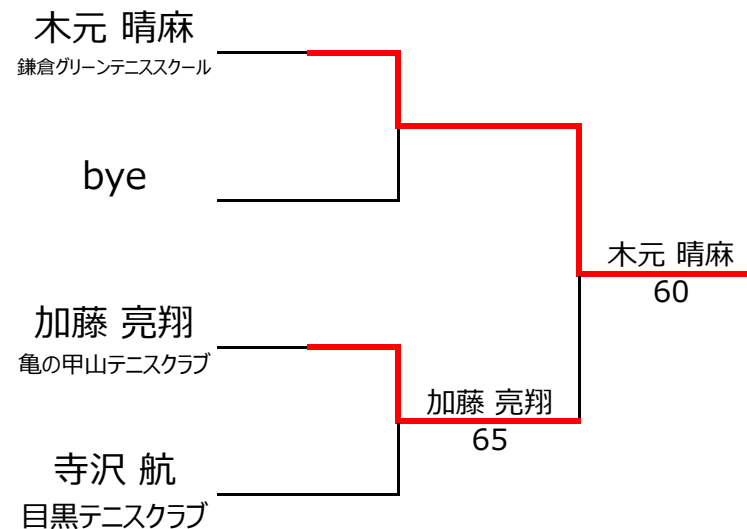 木元 晴麻
鎌倉グリーンテニススクール
bye
木元 晴麻
60
加藤 亮翔
亀の甲山テニスクラブ
加藤 亮翔
65
寺沢 航
目黒テニスクラブ